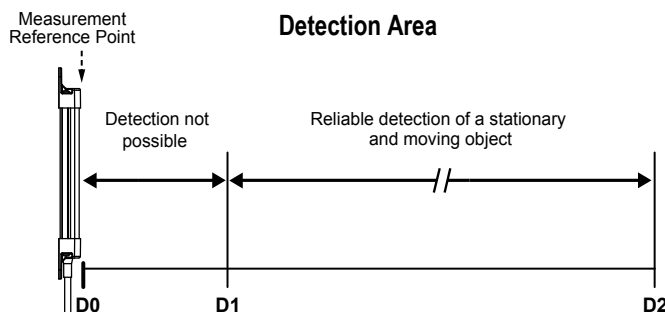 Measurement
Reference Point
Detection Area
Detection not
possible
Reliable detection of a stationary
and moving object
D0
D1
D2